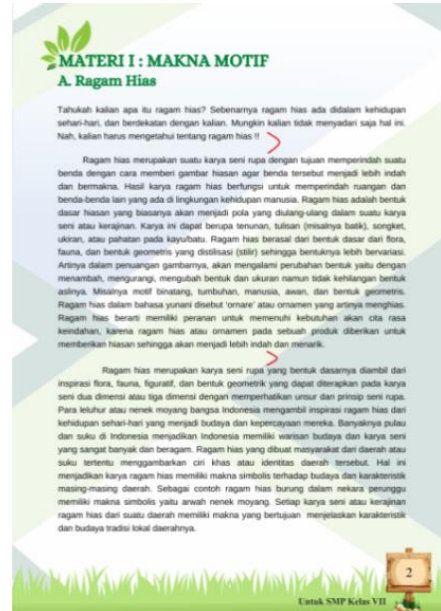 MATERI I : MAKNA MOTIF
A. Ragam Hias
Tahukah kalian apa itu ragam hias? Sebenarnya ragam hias ada didalam kehidupan
sehari-hari, dan berdekatan dengan kalian. Mungkin kalian tidak menyadari saja hal ini.
Nah, kalian harus mengetahui tentang ragam hias !!
Ragam hias merupakan suatu karya seni rupa dengan tujuan memperindah suatu
benda dengan cara memberi gambar hiasan agar benda tersebut menjadi lebih indah
dan bermakna. Hasil karya ragam hias berfungsi untuk memperindah ruangan dan
benda-benda lain yang ada di lingkungan kehidupan manusia. Ragam hias adalah bentuk
dasar hiasan yang biasanya akan menjadi pola yang diulang-ulang dalam suatu karya
seni atau kerajinan. Karya ini dapat berupa tenunan, tulisan (misalnya batik), songket,
ukiran, atau pahatan pada kayu/batu. Ragam hias berasal dari bentuk dasar dari flora,
fauna, dan bentuk geometris yang distilisasi (stilir) sehingga bentuknya lebih bervariasi.
Artinya dalam penuangan gambarnya, akan mengalami perubahan bentuk yaitu dengan
menambah, mengurangi, mengubah bentuk dan ukuran namun tidak kehilangan bentuk
aslinya. Misalnya motif binatang, tumbuhan, manusia, awan, dan bentuk geometris.
Ragam hias dalam bahasa yunani disebut 'ornare' atau ornamen yang artinya menghias.
Ragam hias berarti memiliki peranan untuk memenuhi kebutuhan akan cita rasa
keindahan, karena ragam hias atau ornamen pada sebuah produk diberikan untuk
memberikan hiasan sehingga akan menjadi lebih indah dan menarik.
Ragam hias merupakan karya seni rupa yang bentuk dasarnya diambil dari
inspirasi flora, fauna, figuratif, dan bentuk geometrik yang dapat diterapkan pada karya
seni dua dimensi atau tiga dimensi dengan memperhatikan unsur dan prinsip seni rupa.
Para leluhur atau nenek moyang bangsa Indonesia mengambil inspirasi ragam hias dari
kehidupan sehari-hari yang menjadi budaya dan kepercayaan mereka. Banyaknya pulau
dan suku di Indonesia menjadikan Indonesia memiliki warisan budaya dan karya seni
yang sangat banyak dan beragam. Ragam hias yang dibuat masyarakat dari daerah atau
suku tertentu menggambarkan ciri khas atau identitas daerah tersebut. Hal ini
menjadikan karya ragam hias memiliki makna simbolis terhadap budaya dan karakteristik
masing-masing daerah. Sebagai contoh ragam hias burung dalam nekara perunggu
memiliki makna simbolis yaitu arwah nenek moyang. Setiap karya seni atau kerajinan
ragam hias dari suatu daerah memiliki makna yang bertujuan menjelaskan karakteristik
dan budaya tradisi lokal daerahnya.
2
Untuk SMP Kelas VII